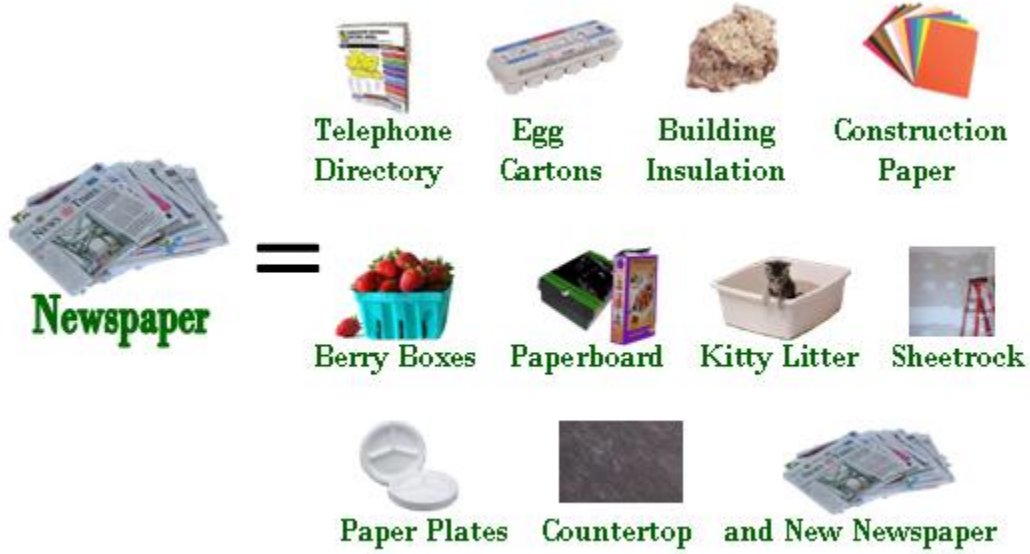 Newspaper
=
Telephone Directory
Egg Cartons
Building Insulation
Construction Paper
Berry Boxes
Paperboard
Kitty Litter
Sheetrock
Paper Plates
Countertop
and New Newspaper